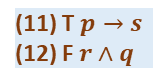 (11) T p → s
(12) F r ∧ q